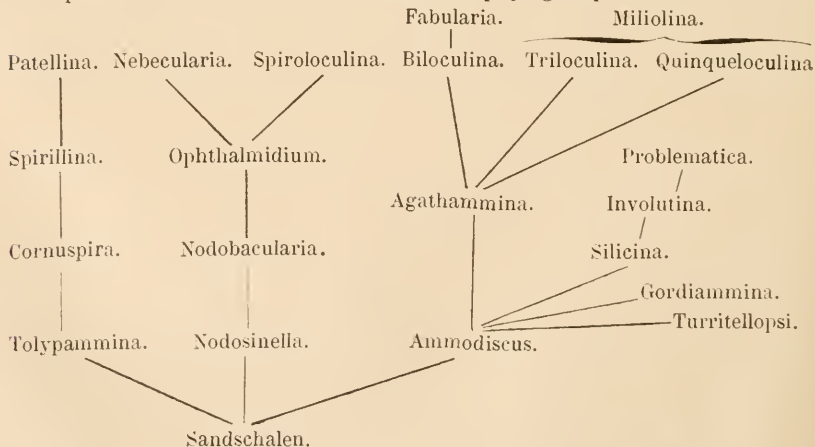 Fabularia. Miliolina.
Patellina. Nebecularia. Spiroloculina. Biloculina. Triloculina. Quinqueloculina
Spirillina. Ophthalmidium. Problematica.
Agathammina. Involutina.
Cornuspira. Nodobacularia. Silicina.
Gordiammina.
Turritellopsi.
Tolypammina. Nodosinella. Ammodiscus.
Sandschalen.